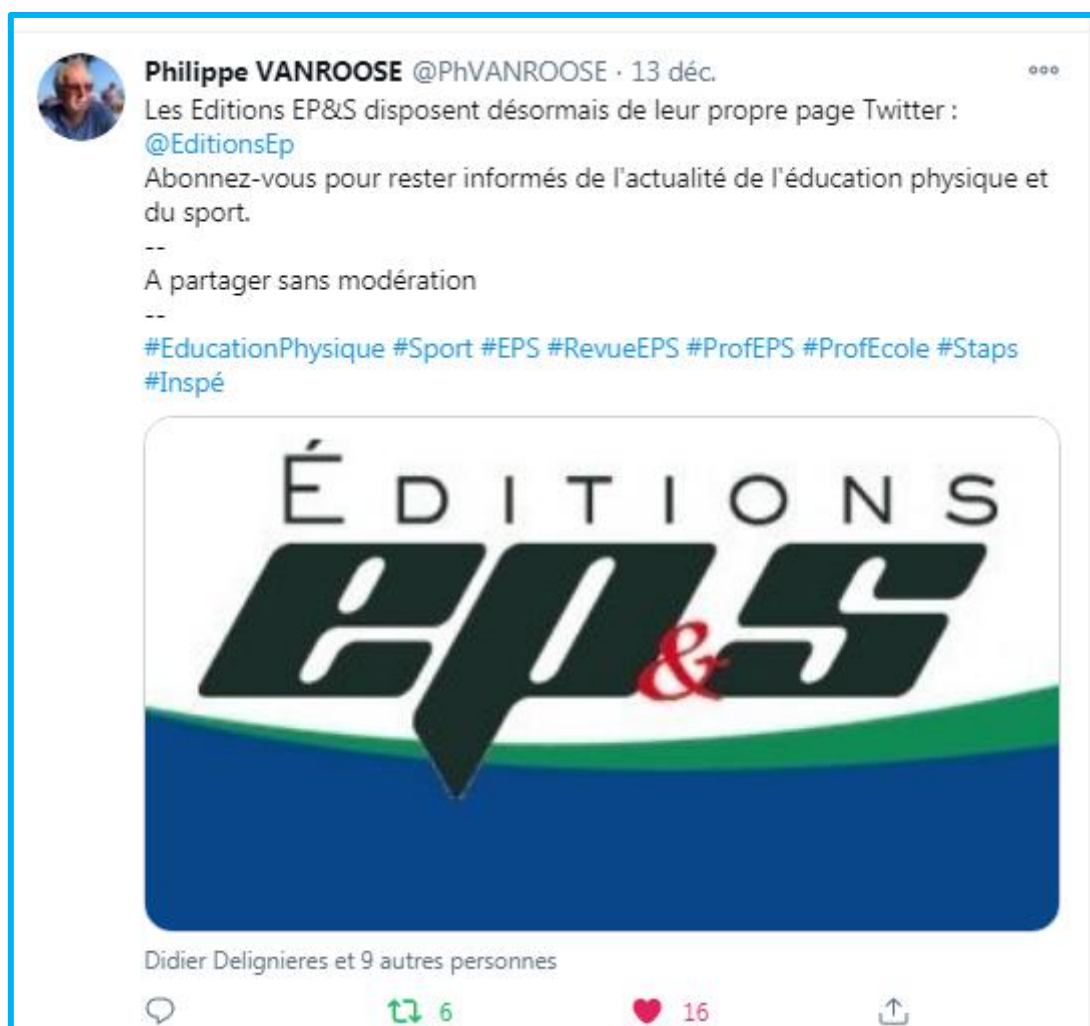 Philippe VANROOSE @PhVANROOSE · 13 déc.
Les Editions EP&S disposent désormais de leur propre page Twitter :
@EditionsEp
Abonnez-vous pour rester informés de l'actualité de l'éducation physique et
du sport.
--
A partager sans modération
--
#EducationPhysique #Sport #EPS #RevueEPS #ProfEPS #ProfEcole #Staps
#Inspé
ÉDITIONS
ep&s
Didier Delignieres et 9 autres personnes
6 16